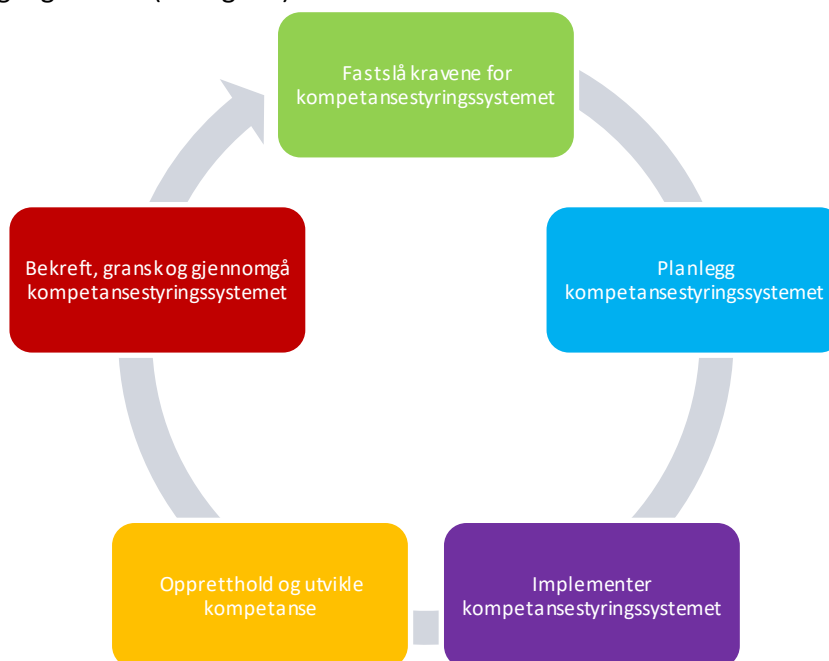 Fastslå kravene for
kompetansestyringssystemet
Planlegg
kompetansestyringssystemet
Implementer
kompetansestyringssystemet
Oppretthold og utvikle
kompetanse
Bekreft, gransk og gjennomgå
kompetansestyringssystemet